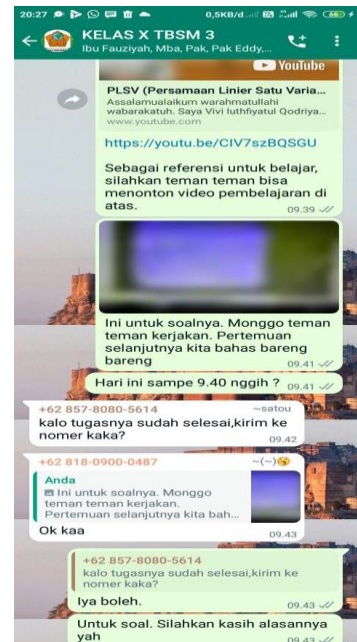 20:27
0,5KB/d
KELAS X TBSM 3
Ibu Fauziyah, Mba, Pak, Pak Eddy,...
YouTube
PLSV (Persamaan Linier Satu Varia...
Assalamualaikum warahmatullahi
wabarakatuh. Saya Vivi luthfiyatul Qodriya...
www.youtube.com
https://youtu.be/CIV7szBQSGU
Sebagai referensi untuk belajar,
silahkan teman teman bisa
menonton video pembelajaran di
atas.
09.39
Ini untuk soalnya. Monggo teman
teman kerjakan. Pertemuan
selanjutnya kita bahas bareng
bareng
09.41
Hari ini sampe 9.40 nggih ?
09.41
+62 857-8080-5614 ~satou
kalo tugasnya sudah selesai,kirim ke
nomer kaka?
09.42
+62 818-0900-0487 ~(~)
Anda
Ini untuk soalnya. Monggo
teman teman kerjakan.
Pertemuan selanjutnya kita bah...
Ok kaa
09.43
+62 857-8080-5614
kalo tugasnya sudah selesai,kirim ke
nomer kaka?
Iya boleh.
09.43
Untuk soal. Silahkan kasih alasannya
yah
09.43